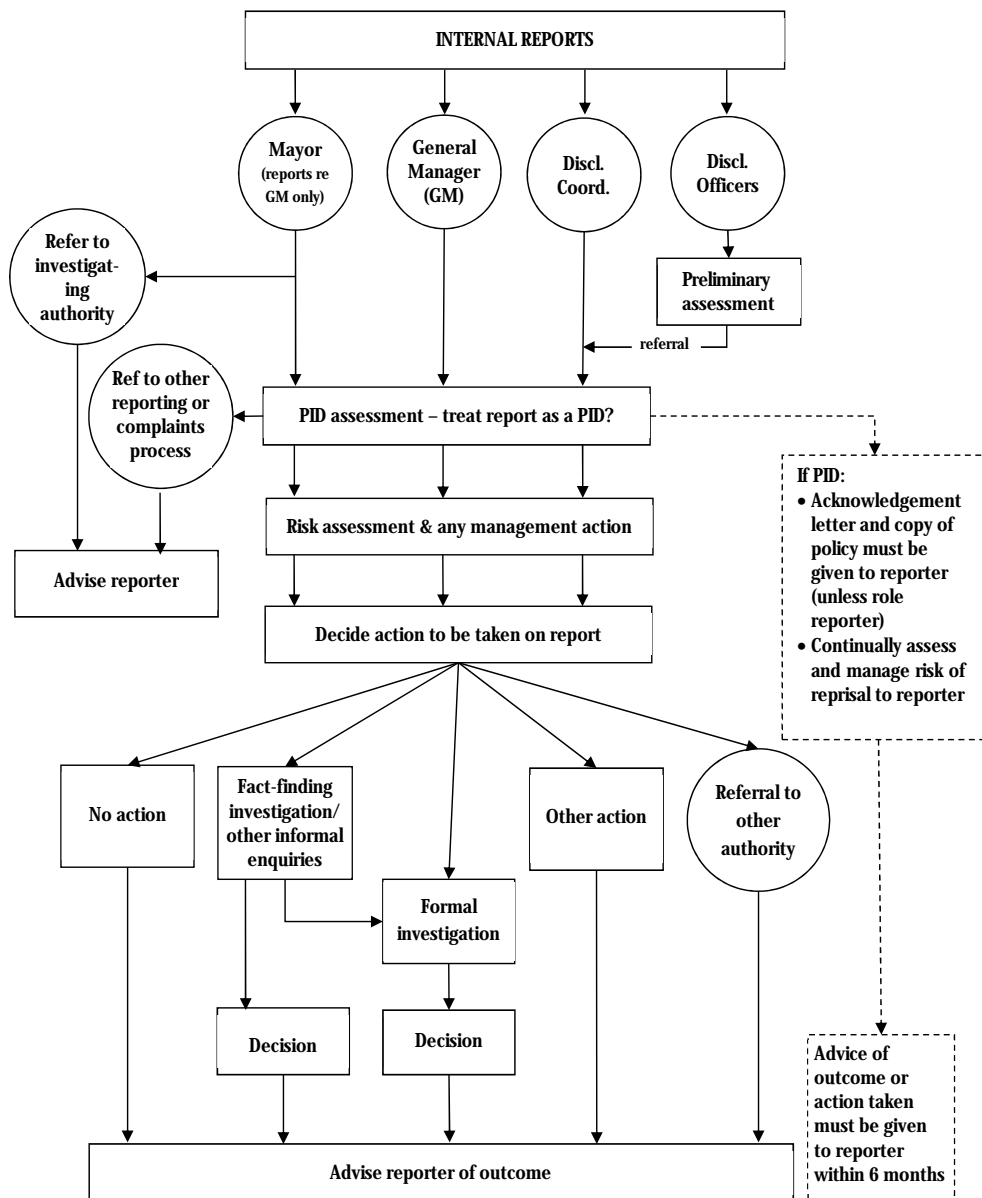 INTERNAL REPORTS
Mayor
(reports re
GM only)
General
Manager
(GM)
Discl.
Coord.
Discl.
Officers
Refer to
investigat-
ing
authority
Preliminary
assessment
referral
Ref to other
reporting or
complaints
process
PID assessment – treat report as a PID?
If PID:
• Acknowledgement
letter and copy of
policy must be
given to reporter
(unless role
reporter)
• Continually assess
and manage risk of
reprisal to reporter
Risk assessment & any management action
Advise reporter
Decide action to be taken on report
No action
Fact-finding
investigation/
other informal
enquiries
Other action
Referral to
other
authority
Formal
investigation
Decision
Decision
Advice of
outcome or
action taken
must be given
to reporter
within 6 months
Advise reporter of outcome